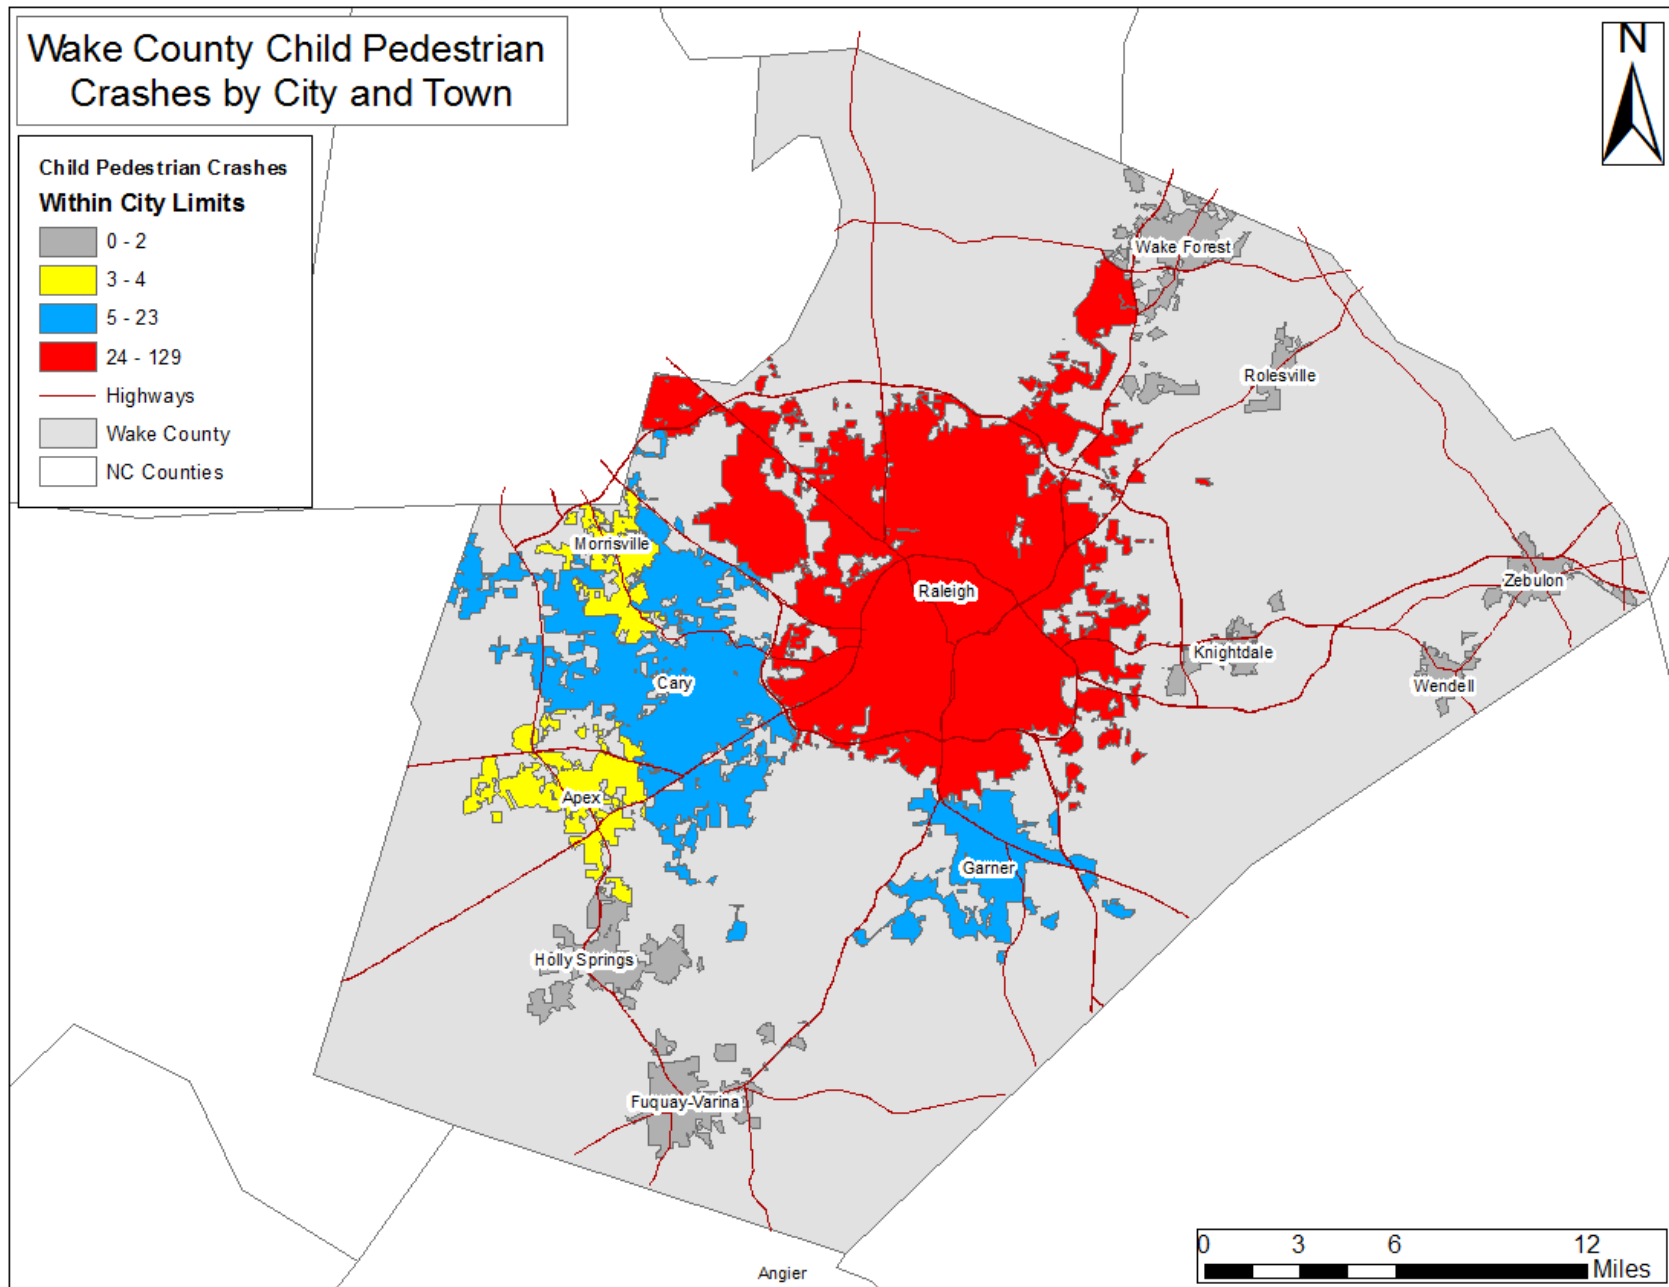 Wake County Child Pedestrian
Crashes by City and Town
N
Child Pedestrian Crashes
Within City Limits
0 - 2
3 - 4
5 - 23
24 - 129
Highways
Wake County
NC Counties
Wake Forest
Rolesville
Morrisville
Raleigh
Zebulon
Knightdale
Cary
Wendell
Apex
Garner
Holly Springs
Fuquay-Varina
Angier
0 3 6 12
Miles